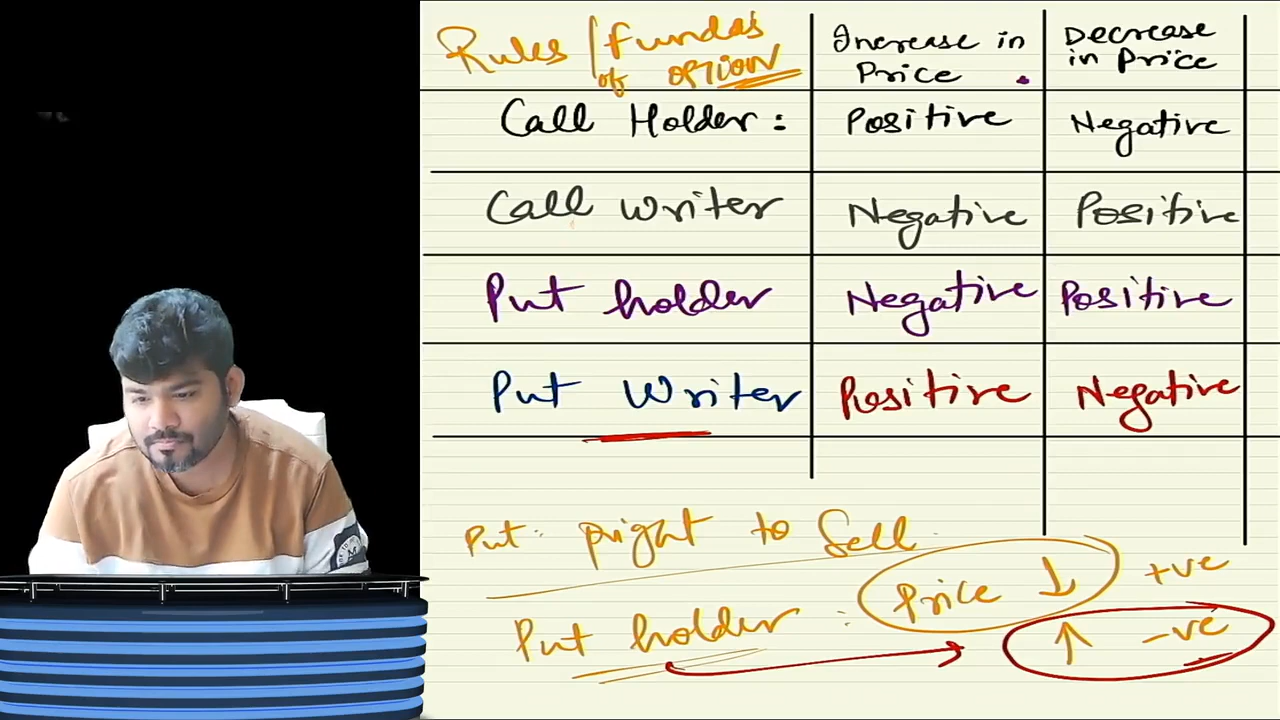 Rules / fundas of option
Increase in Price
Decrease in Price
Call Holder : Positive Negative
Call writer Negative Positive
Put holder Negative Positive
Put Writer Positive Negative
Put: right to Sell
Put holder : Price ↓ +ve
↑ -ve